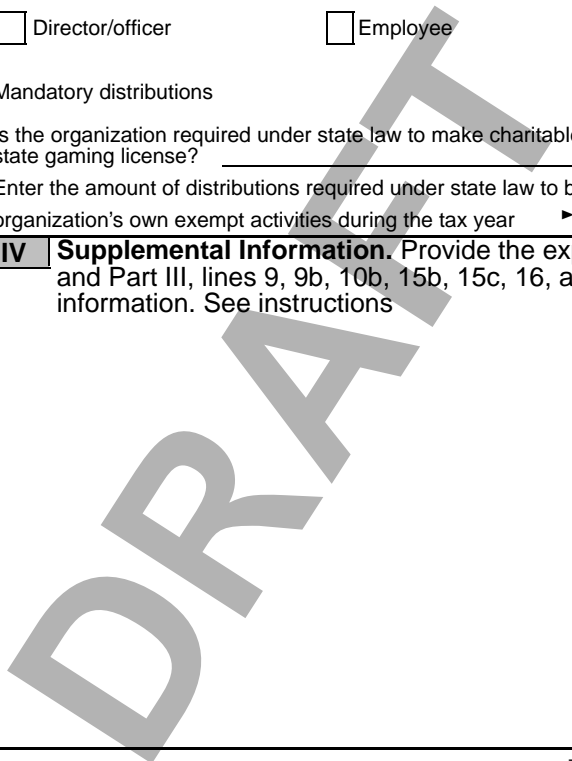 Director/officer Employee
Mandatory distributions
Is the organization required under state law to make charitable
state gaming license?
Enter the amount of distributions required under state law to b
organization's own exempt activities during the tax year ►
IV Supplemental Information. Provide the ex
and Part III, lines 9, 9b, 10b, 15b, 15c, 16, a
information. See instructions
DRAFT